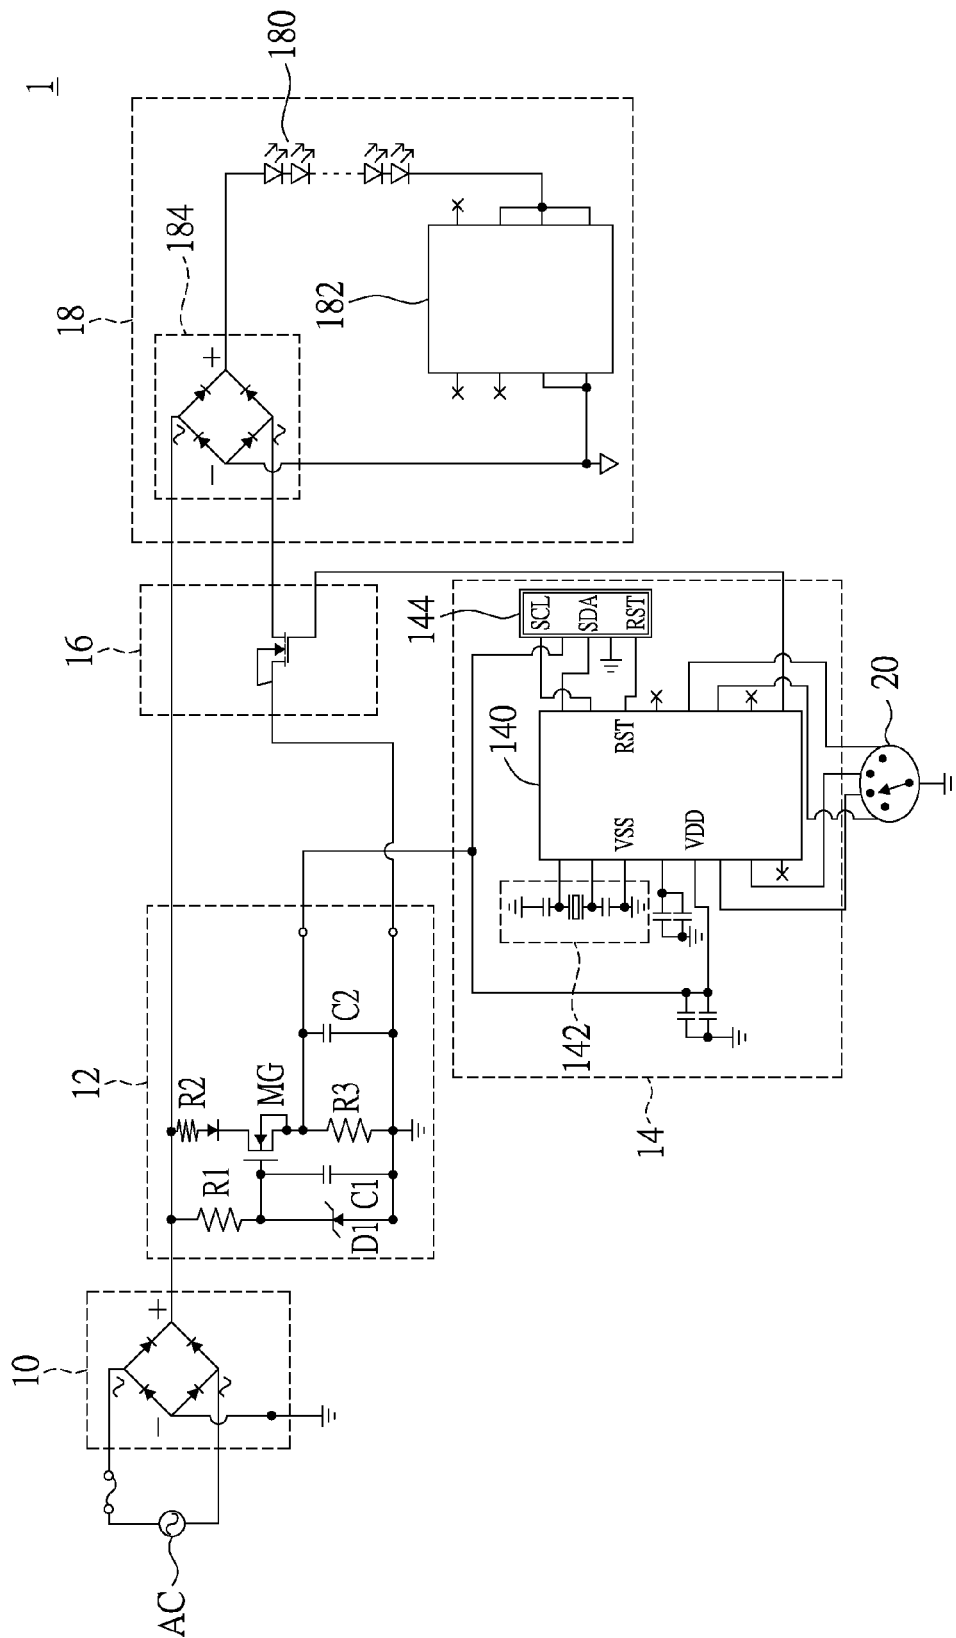 1
180
184
18
182
16
144
SCL
SDA
RST
140
RST
VSS
VDD
20
12
R2
MG
C2
R3
R1
C1
D1
142
14
10
+
−
~
~
+
−
~
~
AC